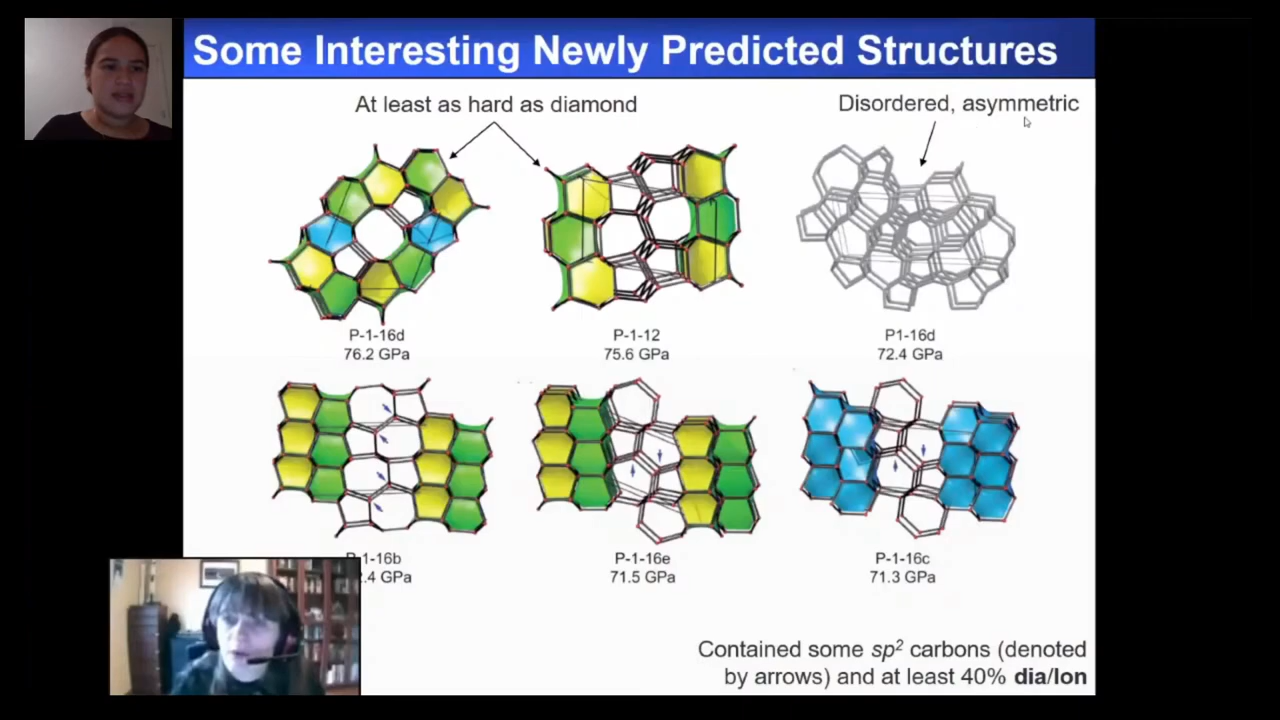 Some Interesting Newly Predicted Structures
At least as hard as diamond
Disordered, asymmetric
P-1-16d
76.2 GPa
P-1-12
75.6 GPa
P1-16d
72.4 GPa
-1-16b
.4 GPa
P-1-16e
71.5 GPa
P-1-16c
71.3 GPa
Contained some sp² carbons (denoted
by arrows) and at least 40% dia/lon